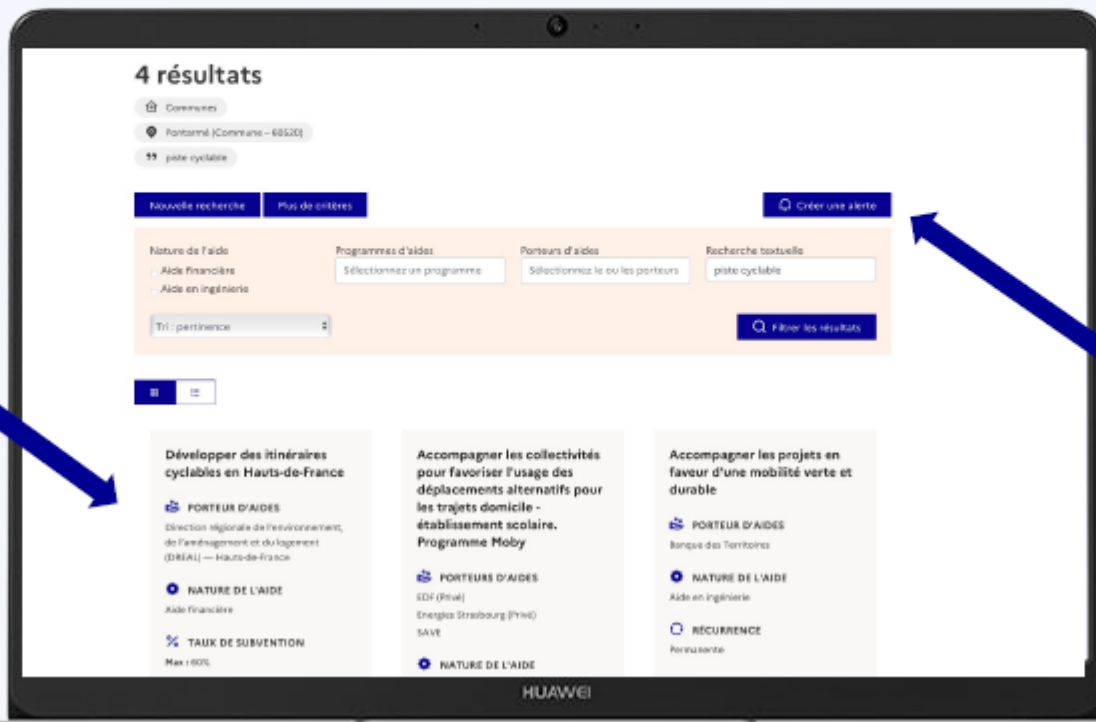 4 résultats
Communes
Pontarmé (Commune – 60520)
piste cyclable
Nouvelle recherche
Plus de critères
Créer une alerte
Nature de l'aide
Aide financière
Aide en ingénierie
Programmes d'aides
Sélectionnez un programme
Porteurs d'aides
Sélectionnez le ou les porteurs
Recherche textuelle
piste cyclable
Tri : pertinence
Filtrer les résultats
Développer des itinéraires
cyclables en Hauts-de-France
PORTEUR D'AIDES
Direction régionale de l'environnement,
de l'aménagement et du logement
(DREAL) — Hauts-de-France
NATURE DE L'AIDE
Aide financière
TAUX DE SUBVENTION
Max : 60%
Accompagner les collectivités
pour favoriser l'usage des
déplacements alternatifs pour
les trajets domicile -
établissement scolaire.
Programme Moby
PORTEURS D'AIDES
EDF (Privé)
Energies Strasbourg (Privé)
SAVE
NATURE DE L'AIDE
Accompagner les projets en
faveur d'une mobilité verte et
durable
PORTEUR D'AIDES
Banque des Territoires
NATURE DE L'AIDE
Aide en ingénierie
RÉCURRENCE
Permanente
HUAWEI